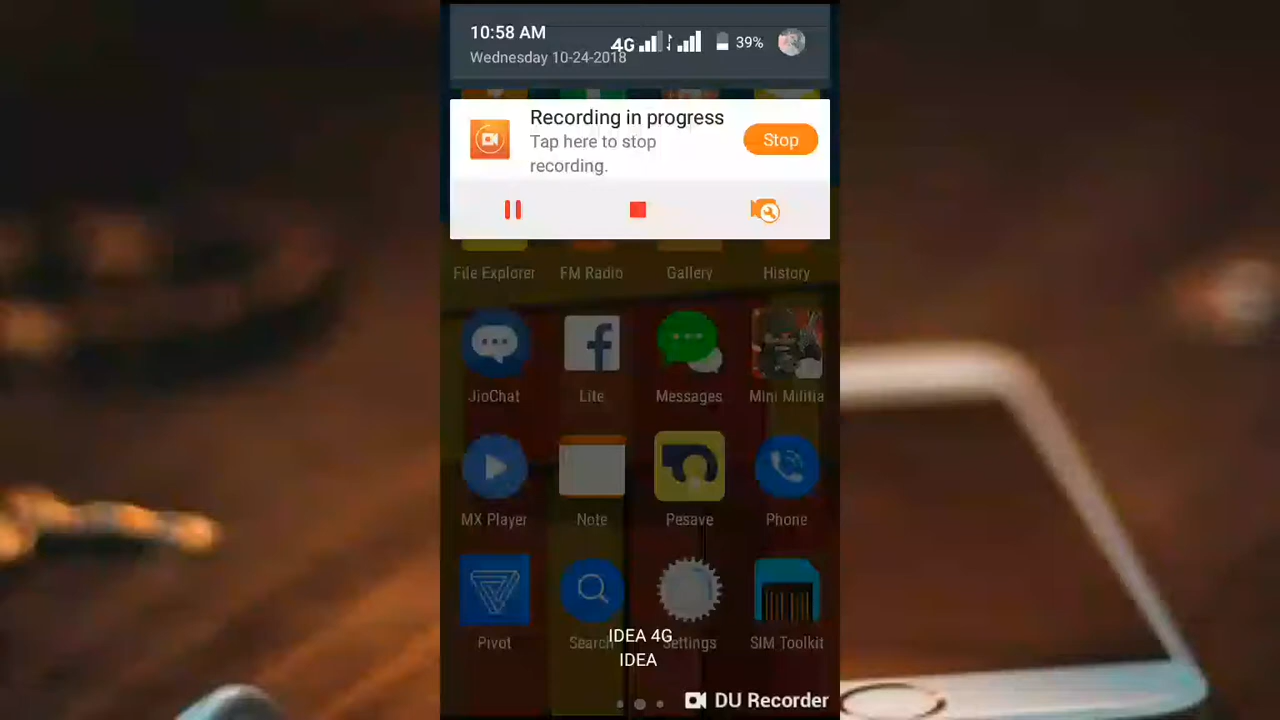 10:58 AM
4G
39%
Wednesday 10-24-2018
Recording in progress
Tap here to stop
recording.
Stop
File Explorer
FM Radio
Gallery
History
JioChat
Lite
Messages
Mini Militia
MX Player
Note
Pesave
Phone
Pivot
Search
Settings
SIM Toolkit
IDEA 4G
IDEA
DU Recorder